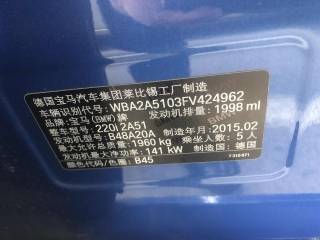 德国宝马汽车集团莱比锡工厂制造
车辆识别代号：WBA2A5103FV424962
发动机排量：1998 ml
品牌：宝马(BMW)牌
整车型号：220I 2A51 制造年月：2015.02
发动机型号：B48A20A 乘坐人数：5人
最大允许总质量：1960 kg 制造国：德国
发动机最大净功率：141 kW
颜色代码/色漆：B45